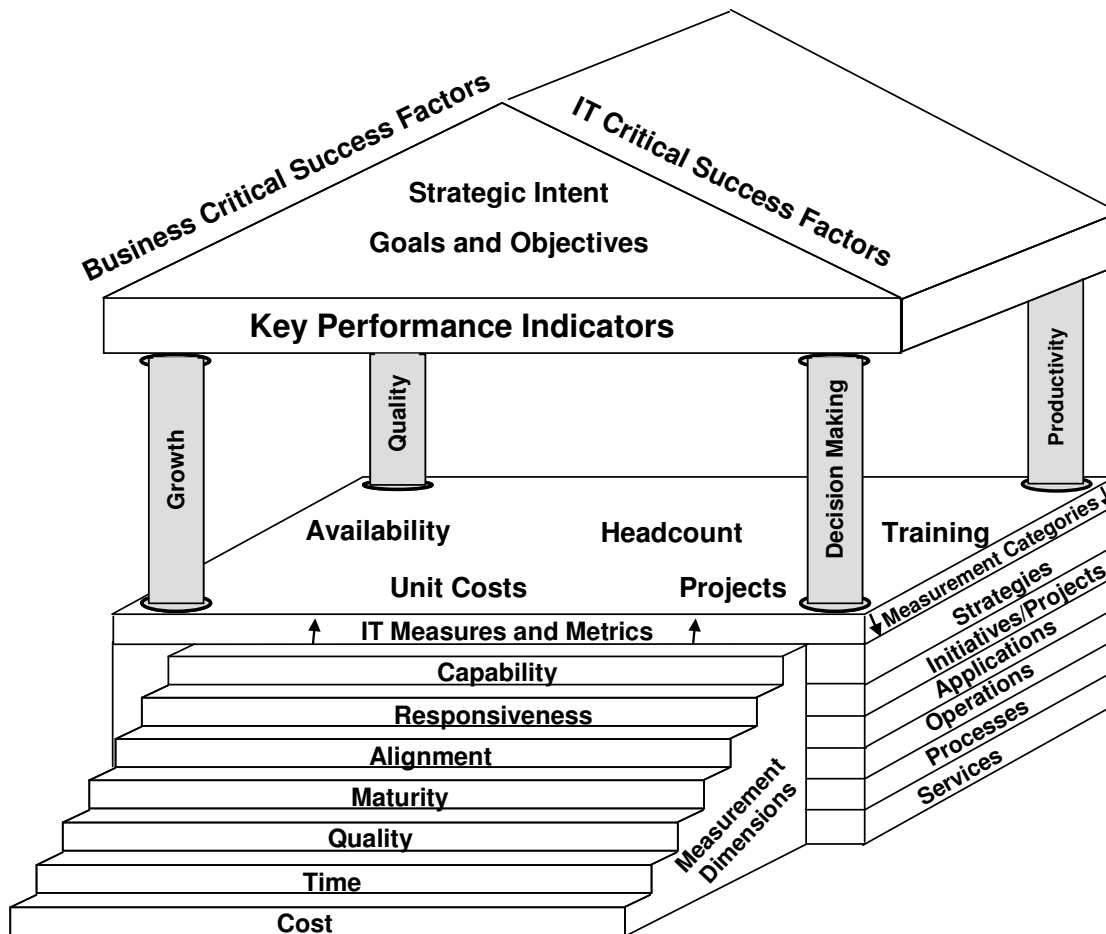 Business Critical Success Factors
IT Critical Success Factors
Strategic Intent
Goals and Objectives
Key Performance Indicators
Growth
Quality
Decision Making
Productivity
Availability
Headcount
Training
Unit Costs
Projects
IT Measures and Metrics
Measurement Categories
Strategies
Initiatives/Projects
Applications
Operations
Processes
Services
Capability
Responsiveness
Alignment
Maturity
Quality
Time
Cost
Measurement
Dimensions